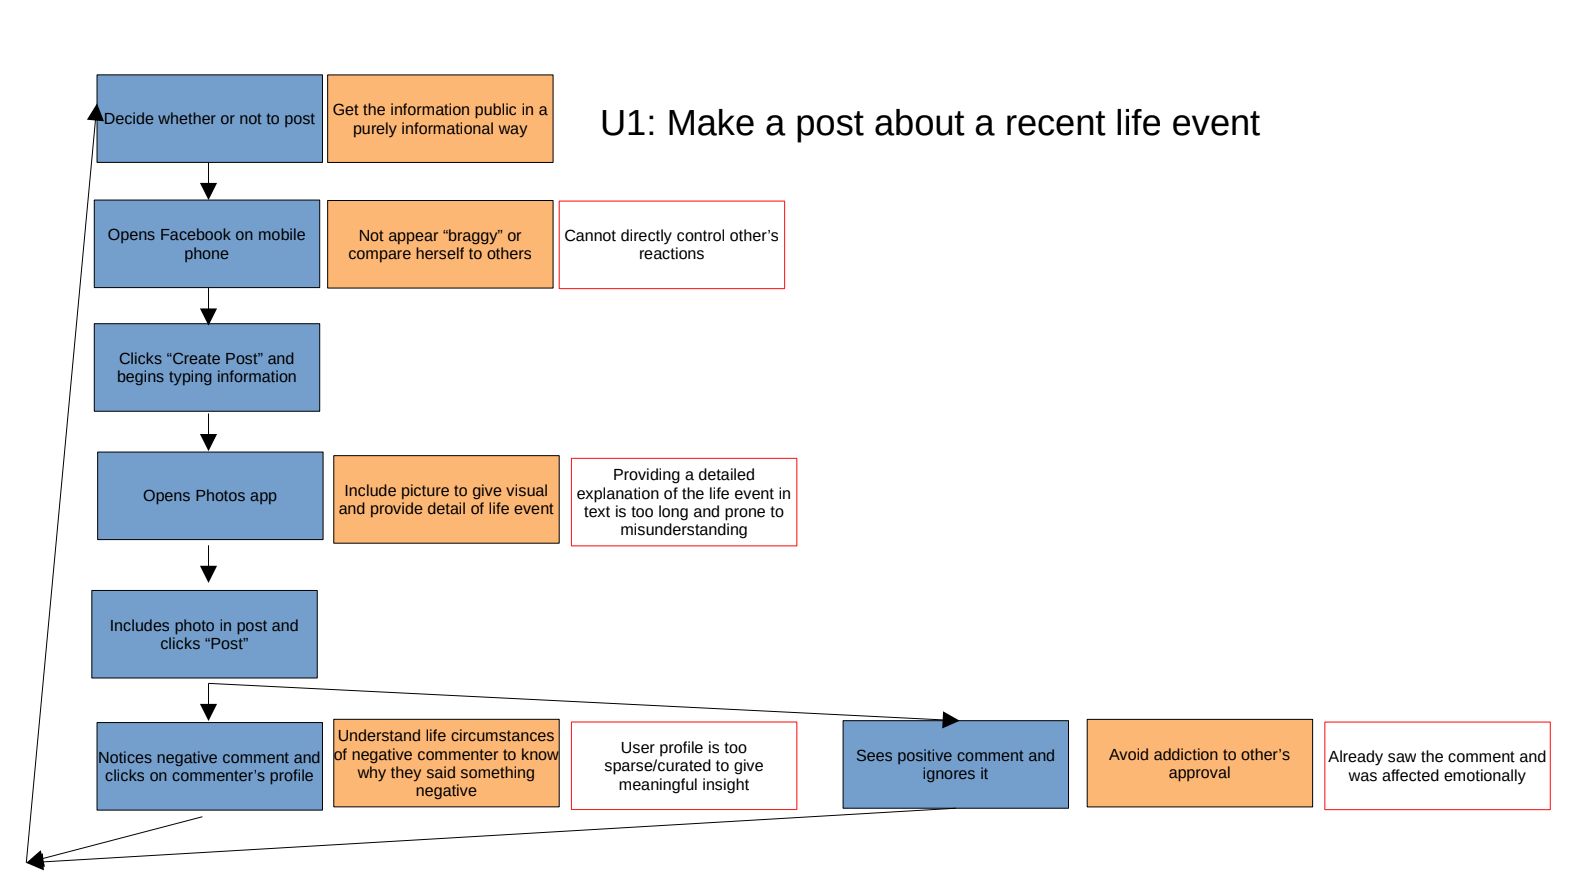 Decide whether or not to post
Get the information public in a
purely informational way
U1: Make a post about a recent life event
Opens Facebook on mobile
phone
Not appear “braggy” or
compare herself to others
Cannot directly control other’s
reactions
Clicks “Create Post” and
begins typing information
Opens Photos app
Include picture to give visual
and provide detail of life event
Providing a detailed
explanation of the life event in
text is too long and prone to
misunderstanding
Includes photo in post and
clicks “Post”
Notices negative comment and
clicks on commenter’s profile
Understand life circumstances
of negative commenter to know
why they said something
negative
User profile is too
sparse/curated to give
meaningful insight
Sees positive comment and
ignores it
Avoid addiction to other’s
approval
Already saw the comment and
was affected emotionally